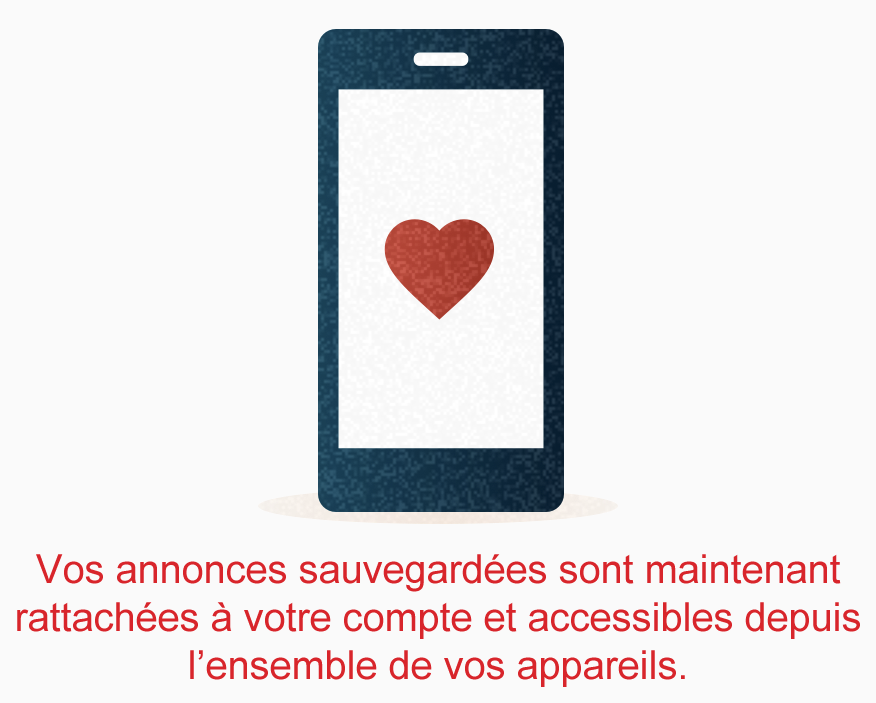 Vos annonces sauvegardées sont maintenant
rattachées à votre compte et accessibles depuis
l’ensemble de vos appareils.